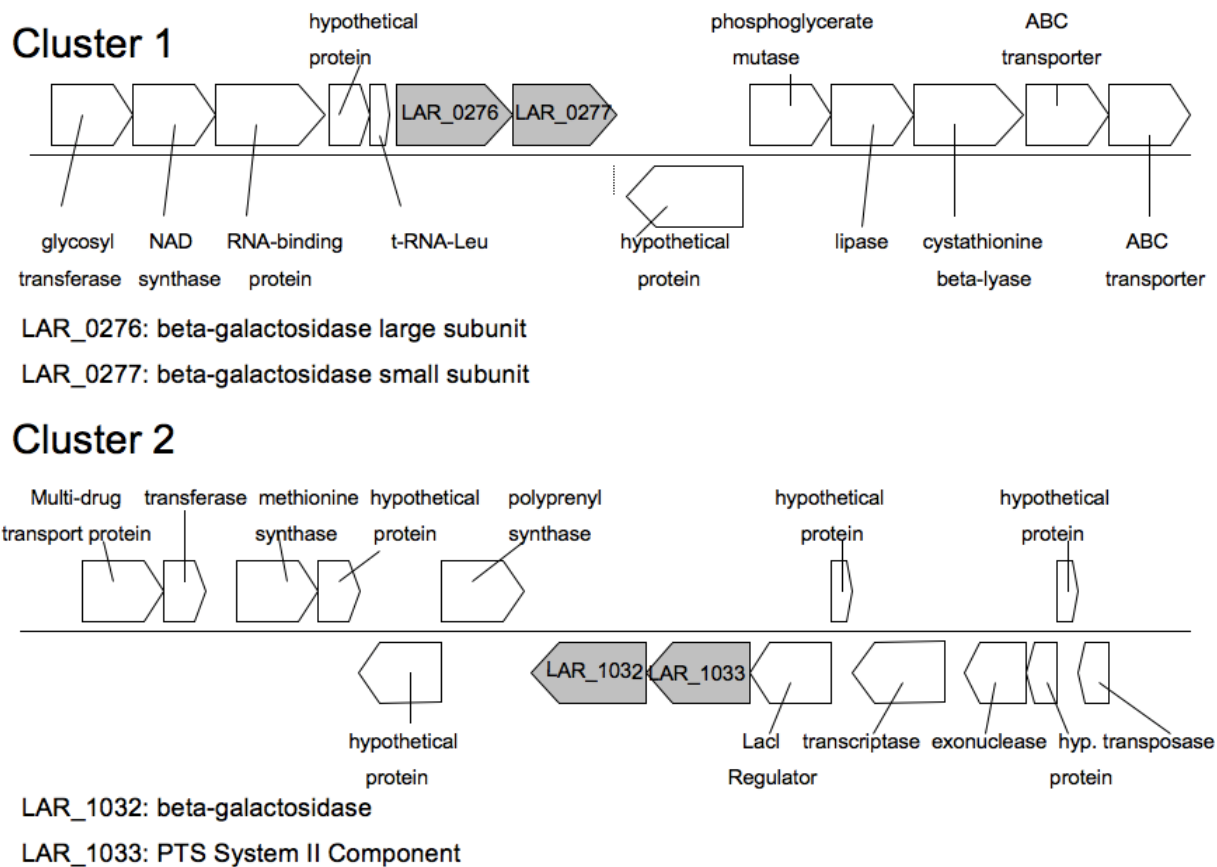 Cluster 1
hypothetical
protein
phosphoglycerate
mutase
ABC
transporter
LAR_0276
LAR_0277
glycosyl
transferase
NAD
synthase
RNA-binding
protein
t-RNA-Leu
hypothetical
protein
lipase
cystathionine
beta-lyase
ABC
transporter
LAR_0276: beta-galactosidase large subunit
LAR_0277: beta-galactosidase small subunit
Cluster 2
Multi-drug
transport protein
transferase
methionine
synthase
hypothetical
protein
polyprenyl
synthase
hypothetical
protein
hypothetical
protein
LAR_1032
LAR_1033
hypothetical
protein
LacI
Regulator
transcriptase
exonuclease
hyp.
protein
transposase
LAR_1032: beta-galactosidase
LAR_1033: PTS System II Component